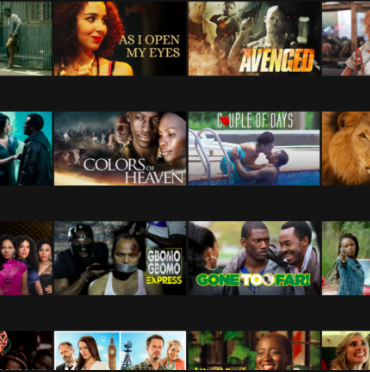 AS I OPEN
MY EYES
AVENGED
COUPLE OF DAYS
COLORS OF
HEAVEN
GBOMO
GBOMO
EXPRESS
GONE TOO FAR!